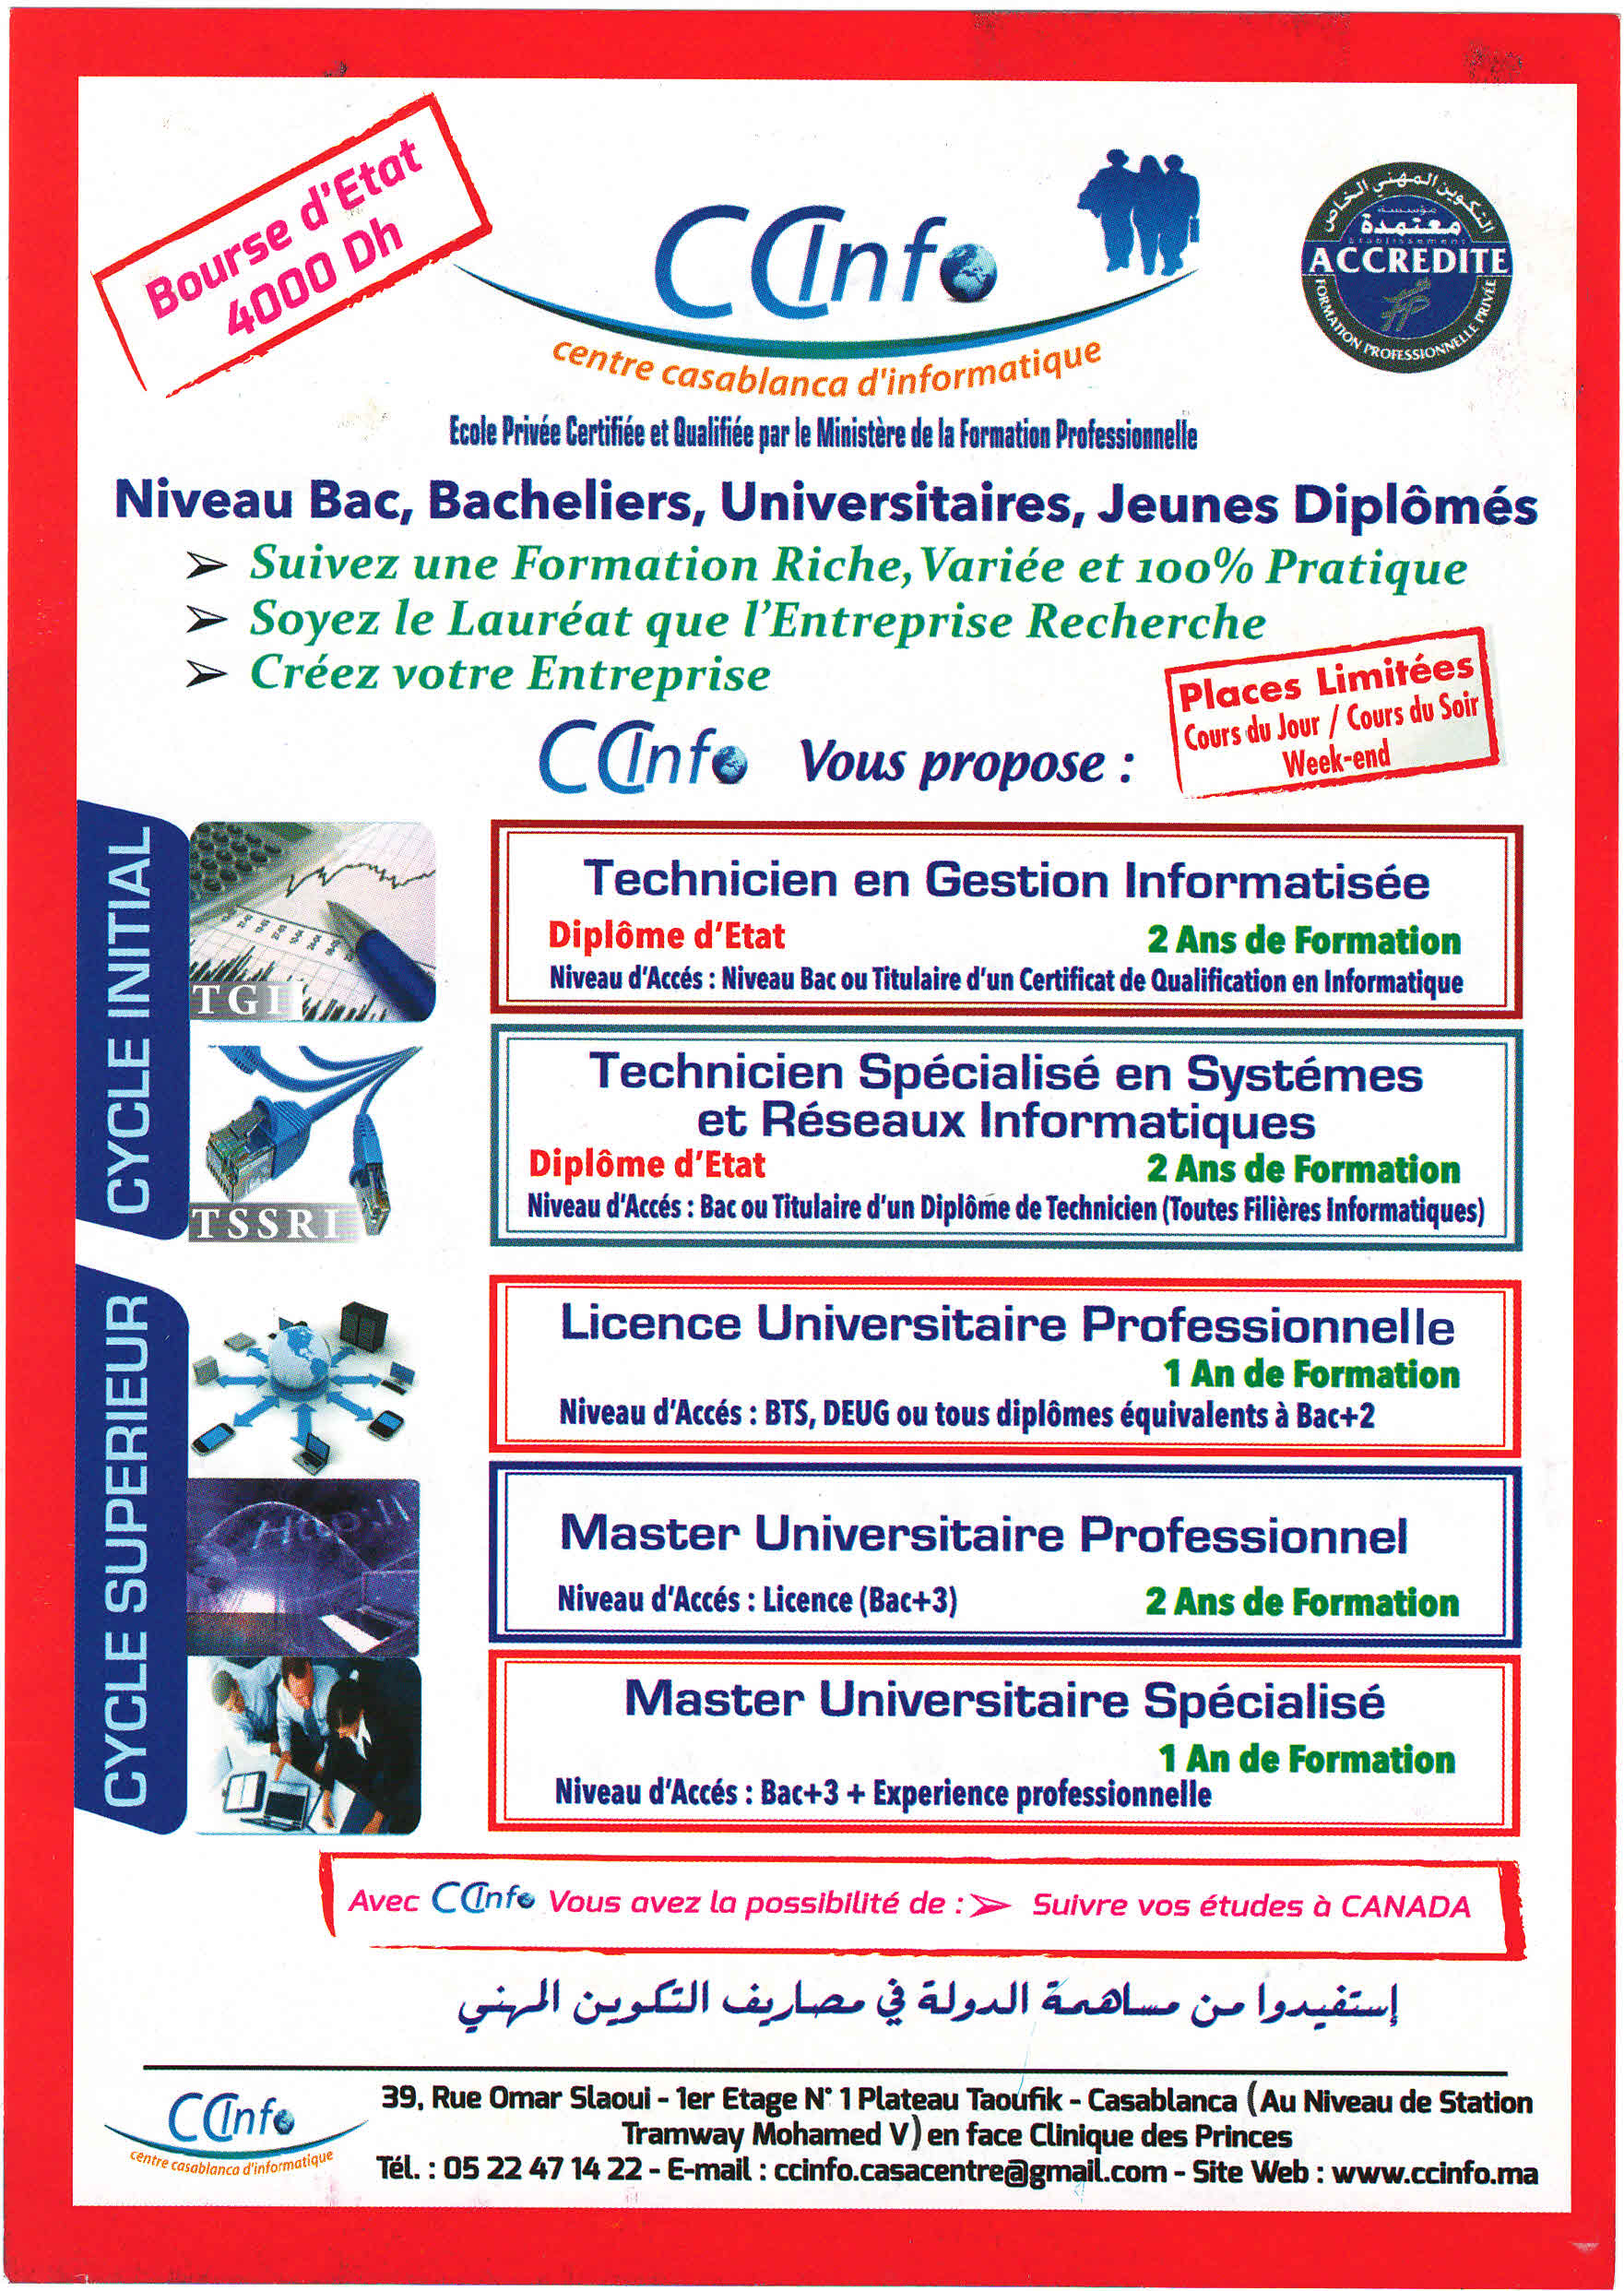 Bourse d'Etat
4000 Dh
CCInfo
centre casablanca d'informatique
التكوين المهني الخاص
مؤسسة
معتمدة
Etablissement
ACCREDITE
FORMATION PROFESSIONNELLE PRIVÉE
Ecole Privée Certifiée et Qualifiée par le Ministère de la Formation Professionnelle
Niveau Bac, Bacheliers, Universitaires, Jeunes Diplômés
➢ Suivez une Formation Riche, Variée et 100% Pratique
➢ Soyez le Lauréat que l'Entreprise Recherche
➢ Créez votre Entreprise
Places Limitées
Cours du Jour / Cours du Soir
Week-end
CCInfo Vous propose :
CYCLE INITIAL
TGI
Technicien en Gestion Informatisée
Diplôme d'Etat 2 Ans de Formation
Niveau d'Accés : Niveau Bac ou Titulaire d'un Certificat de Qualification en Informatique
TSSRI
Technicien Spécialisé en Systémes
et Réseaux Informatiques
Diplôme d'Etat 2 Ans de Formation
Niveau d'Accés : Bac ou Titulaire d'un Diplôme de Technicien (Toutes Filières Informatiques)
CYCLE SUPERIEUR
Licence Universitaire Professionnelle
1 An de Formation
Niveau d'Accés : BTS, DEUG ou tous diplômes équivalents à Bac+2
Master Universitaire Professionnel
Niveau d'Accés : Licence (Bac+3) 2 Ans de Formation
Master Universitaire Spécialisé
1 An de Formation
Niveau d'Accés : Bac+3 + Experience professionnelle
Avec CCInfo Vous avez la possibilité de : ➢ Suivre vos études à CANADA
إستفيدوا من مساهمة الدولة في مصاريف التكوين المهني
CCInfo
centre casablanca d'informatique
39, Rue Omar Slaoui - 1er Etage N° 1 Plateau Taoufik - Casablanca (Au Niveau de Station
Tramway Mohamed V) en face Clinique des Princes
Tél. : 05 22 47 14 22 - E-mail : ccinfo.casacentre@gmail.com - Site Web : www.ccinfo.ma